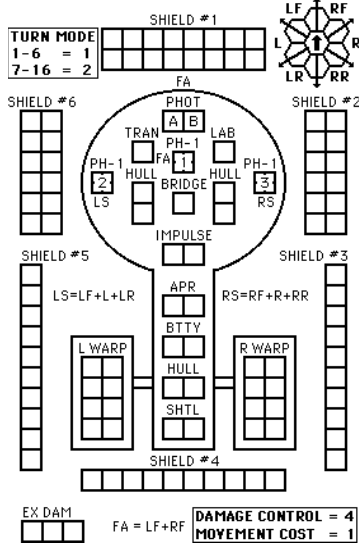 TURN MODE
1-6 = 1
7-16 = 2
SHIELD #1
LF RF
L R
LR RR
FA
SHIELD #6
PHOT
SHIELD #2
A B
TRAN
PH-1
LAB
FA 1
PH-1
HULL
HULL
PH-1
2
BRIDGE
3
LS
RS
IMPULSE
SHIELD #5
SHIELD #3
LS=LF+L+LR
APR
RS=RF+R+RR
BTTY
L WARP
R WARP
HULL
SHTL
SHIELD #4
EX DAM
FA = LF+RF
DAMAGE CONTROL = 4
MOVEMENT COST = 1